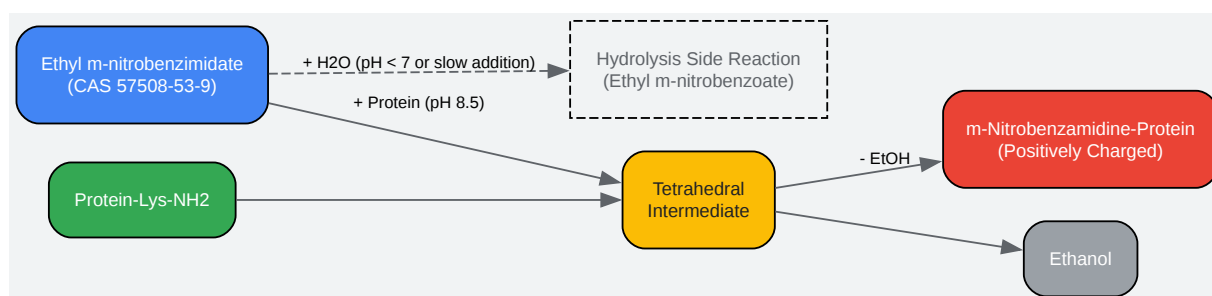 Ethyl m-nitrobenzimidate
(CAS 57508-53-9)
+ H2O (pH < 7 or slow addition)
Hydrolysis Side Reaction
(Ethyl m-nitrobenzoate)
+ Protein (pH 8.5)
Protein-Lys-NH2
Tetrahedral
Intermediate
- EtOH
m-Nitrobenzamidine-Protein
(Positively Charged)
Ethanol